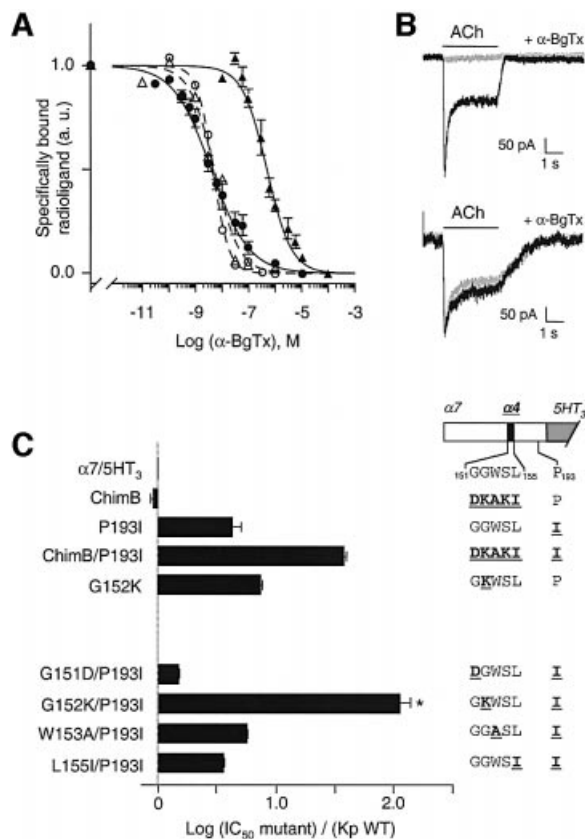 A
Specifically bound
radioligand (a. u.)
1.0
0.0
-11 -9 -7 -5 -3
Log (α-BgTx), M
B
ACh
+ α-BgTx
50 pA
1 s
ACh
+ α-BgTx
50 pA
1 s
C
α7 α4 5HT3
151GGWSL155 P193
α7/5HT3
ChimB DKAKI P
P193I GGWSL I
ChimB/P193I DKAKI I
G152K GKWSL P
G151D/P193I DGWSL I
G152K/P193I * GKWSL I
W153A/P193I GGASL I
L155I/P193I GGWSI I
0 1.0 2.0
Log (IC50 mutant) / (Kp WT)